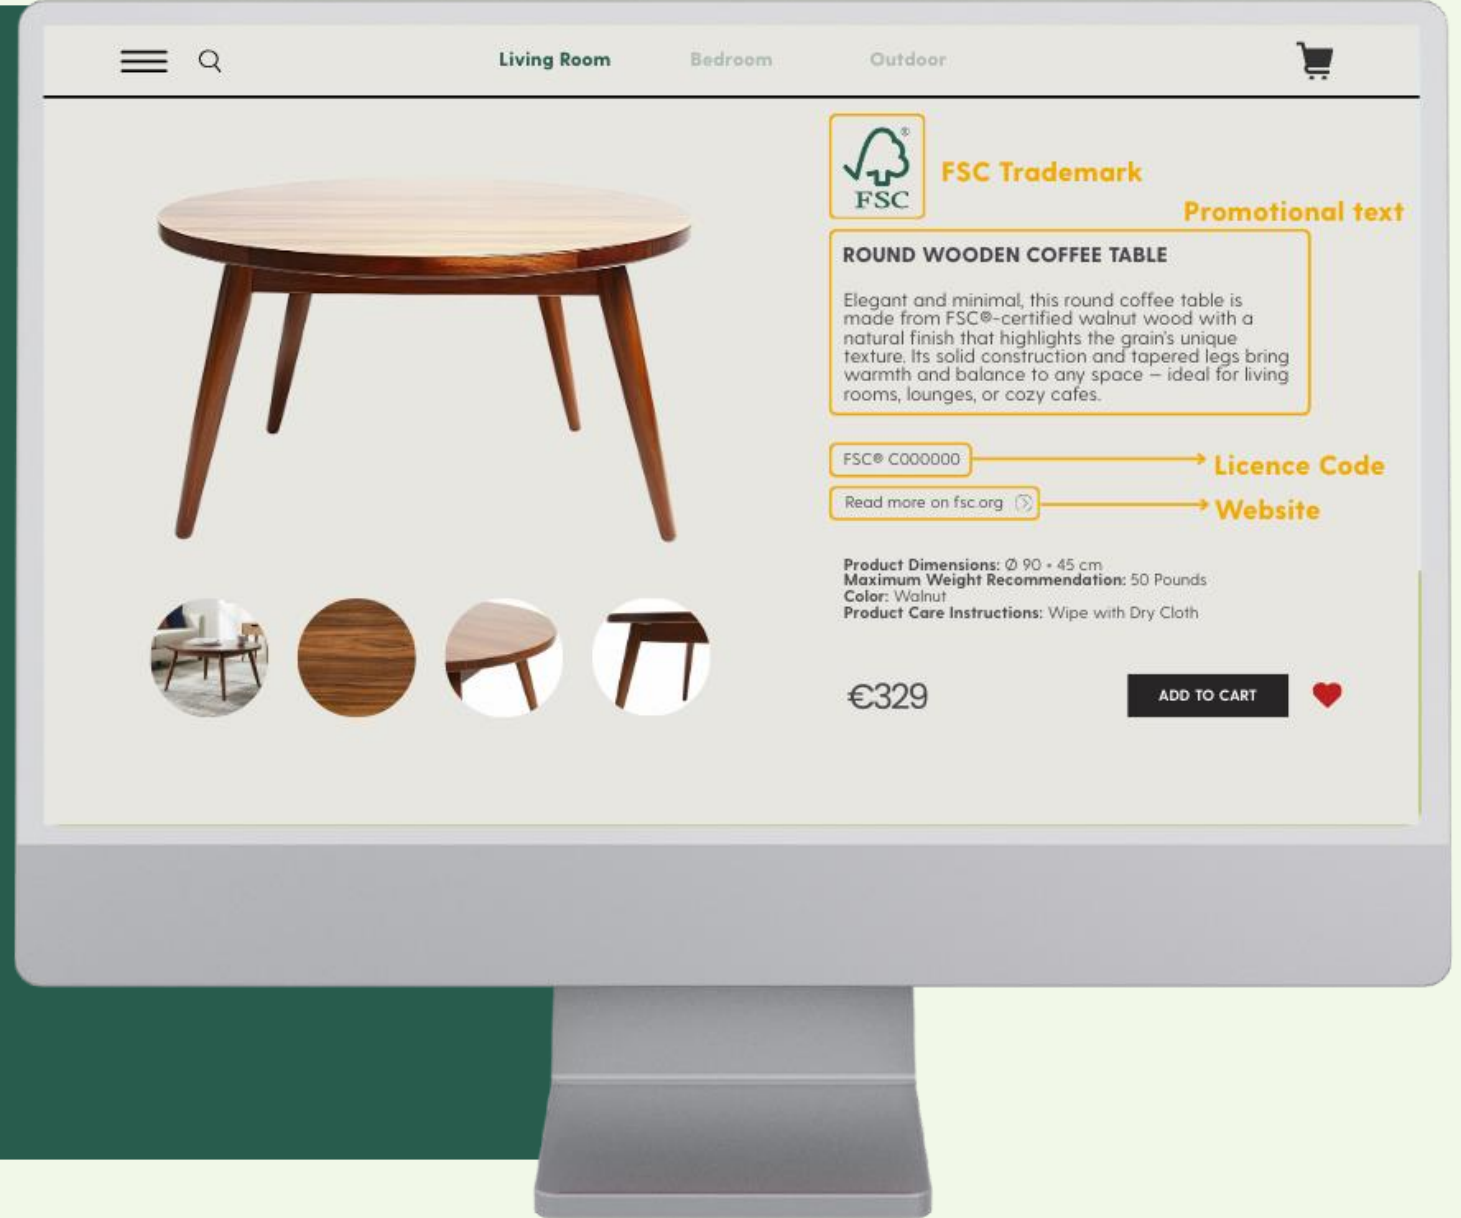 Living Room
Bedroom
Outdoor
®
FSC
FSC Trademark
Promotional text
ROUND WOODEN COFFEE TABLE
Elegant and minimal, this round coffee table is
made from FSC®-certified walnut wood with a
natural finish that highlights the grain's unique
texture. Its solid construction and tapered legs bring
warmth and balance to any space – ideal for living
rooms, lounges, or cozy cafes.
FSC® C000000
Licence Code
Read more on fsc.org
Website
Product Dimensions: Ø 90 × 45 cm
Maximum Weight Recommendation: 50 Pounds
Color: Walnut
Product Care Instructions: Wipe with Dry Cloth
€329
ADD TO CART